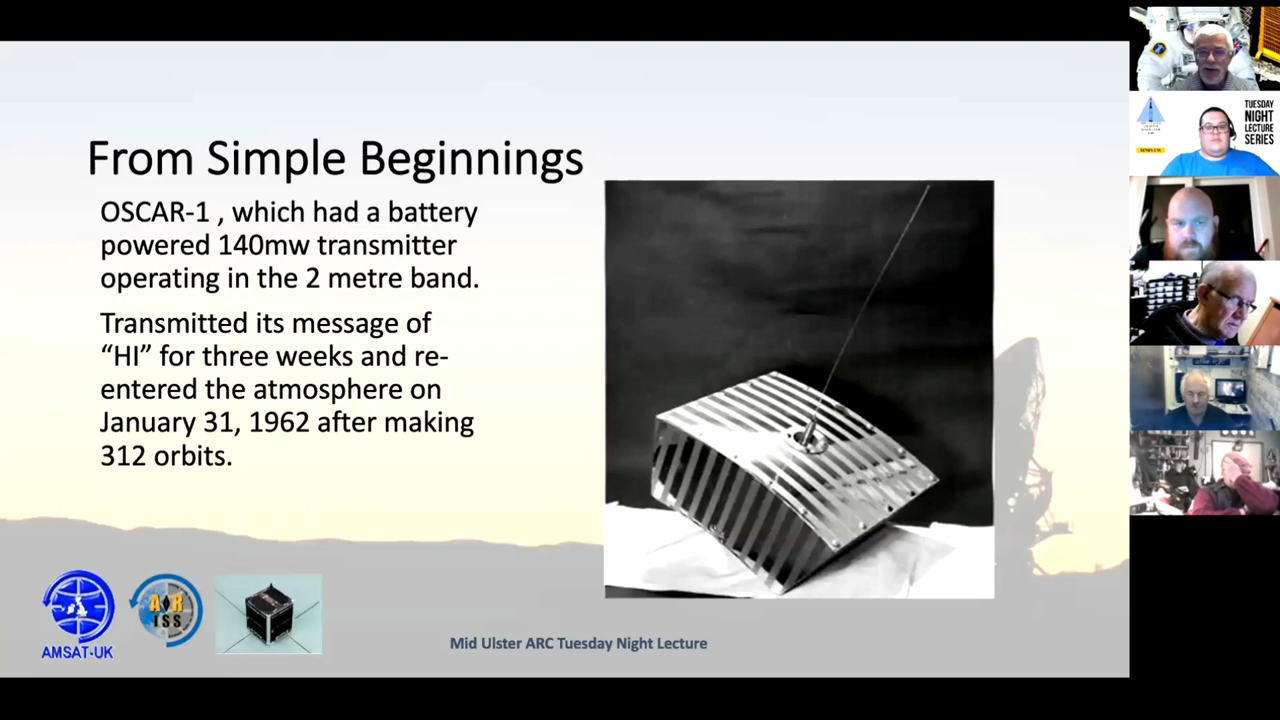 From Simple Beginnings
OSCAR-1 , which had a battery
powered 140mw transmitter
operating in the 2 metre band.
Transmitted its message of
“HI” for three weeks and re-
entered the atmosphere on
January 31, 1962 after making
312 orbits.
AMSAT-UK
ARISS
Mid Ulster ARC Tuesday Night Lecture
TUESDAY
NIGHT
LECTURE
SERIES